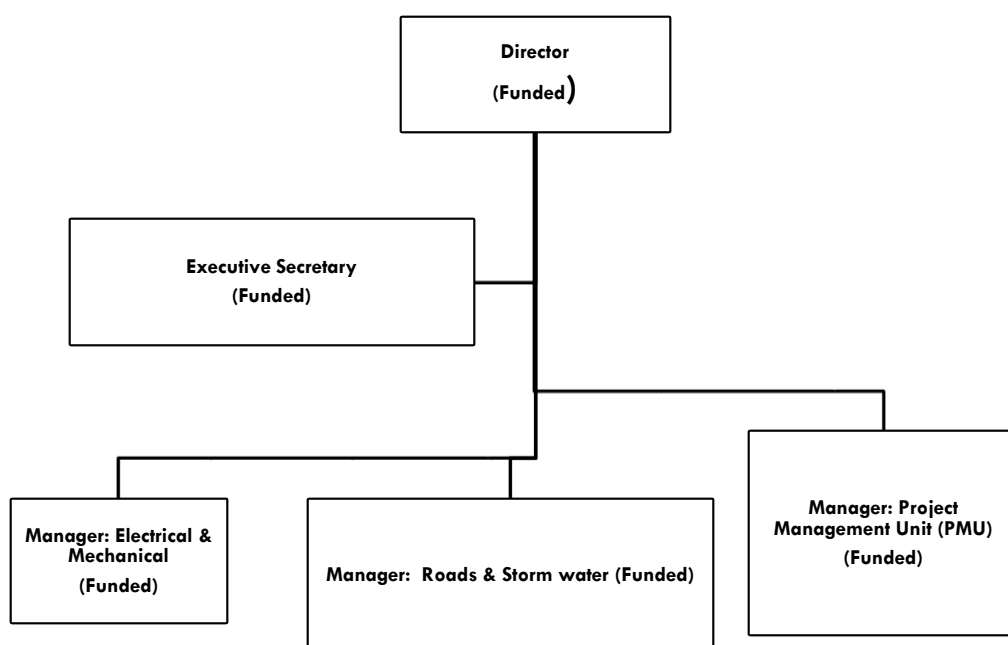 Director
(Funded)
Executive Secretary
(Funded)
Manager: Electrical &
Mechanical
(Funded)
Manager: Roads & Storm water (Funded)
Manager: Project
Management Unit (PMU)
(Funded)